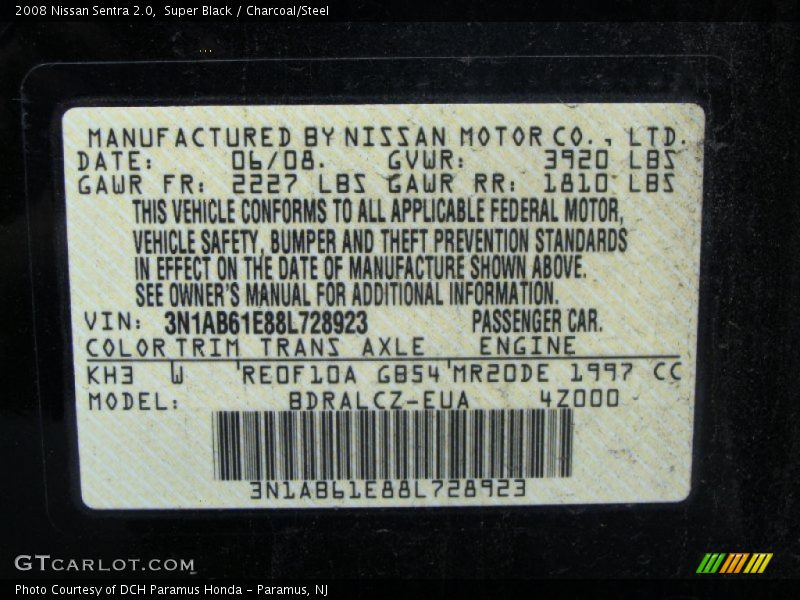 2008 Nissan Sentra 2.0,  Super Black / Charcoal/Steel
MANUFACTURED BY NISSAN MOTOR CO., LTD.
DATE: 06/08. GVWR: 3920 LBS
GAWR FR: 2227 LBS GAWR RR: 1810 LBS
THIS VEHICLE CONFORMS TO ALL APPLICABLE FEDERAL MOTOR,
VEHICLE SAFETY, BUMPER AND THEFT PREVENTION STANDARDS
IN EFFECT ON THE DATE OF MANUFACTURE SHOWN ABOVE.
SEE OWNER'S MANUAL FOR ADDITIONAL INFORMATION.
VIN: 3N1AB61E88L728923 PASSENGER CAR.
COLOR TRIM TRANS AXLE ENGINE
KH3 W 'RE0F10A GB54'MR20DE 1997 CC
MODEL: BDRALCZ-EUA 4Z000
3N1AB61E88L728923
GTCARLOT.COM
Photo Courtesy of DCH Paramus Honda - Paramus, NJ